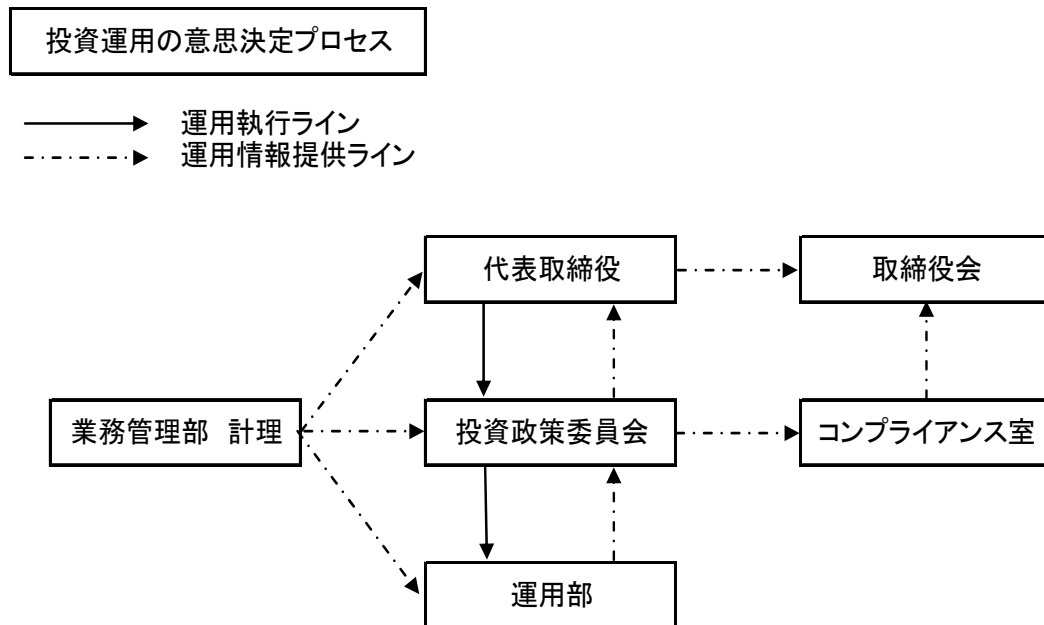 投資運用の意思決定プロセス
運用執行ライン
運用情報提供ライン
代表取締役
取締役会
業務管理部 計理
投資政策委員会
コンプライアンス室
運用部